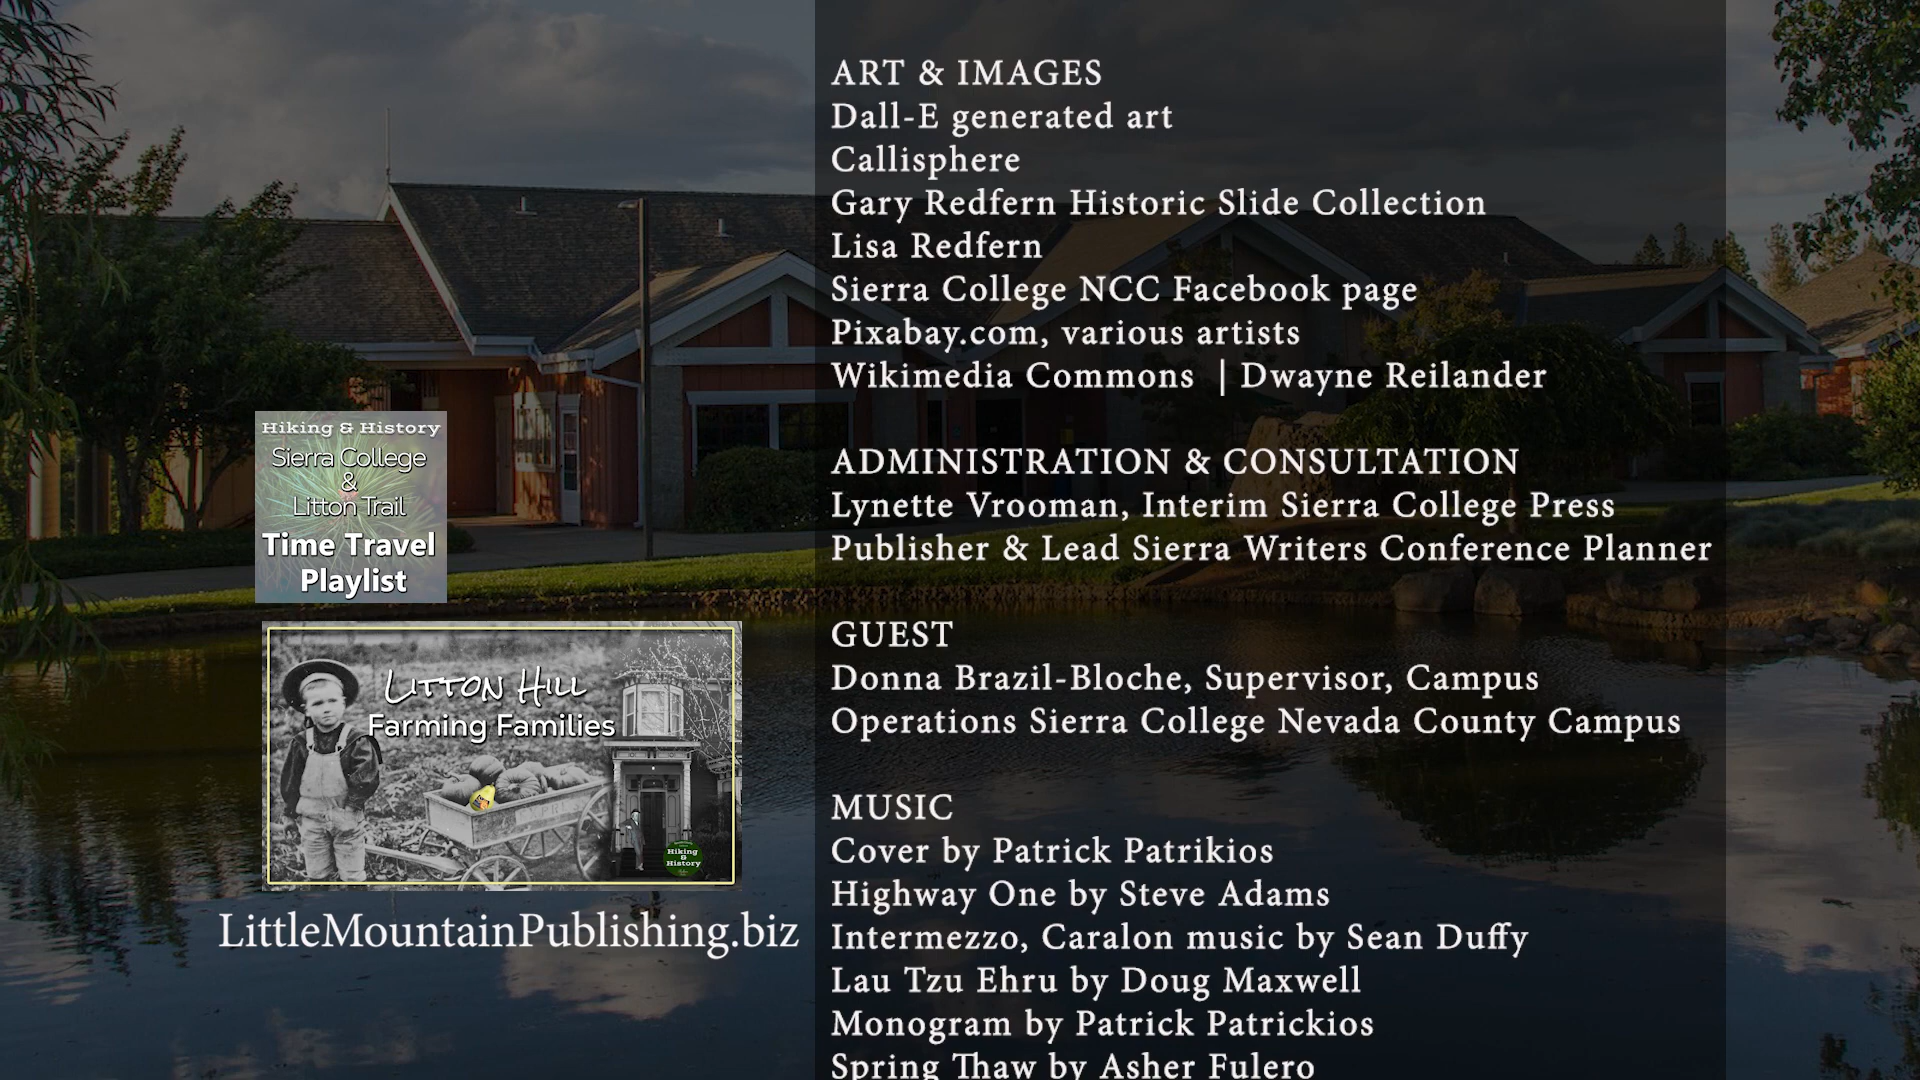 ART & IMAGES
Dall-E generated art
Callisphere
Gary Redfern Historic Slide Collection
Lisa Redfern
Sierra College NCC Facebook page
Pixabay.com, various artists
Wikimedia Commons | Dwayne Reilander
ADMINISTRATION & CONSULTATION
Lynette Vrooman, Interim Sierra College Press
Publisher & Lead Sierra Writers Conference Planner
GUEST
Donna Brazil-Bloche, Supervisor, Campus
Operations Sierra College Nevada County Campus
MUSIC
Cover by Patrick Patrikios
Highway One by Steve Adams
Intermezzo, Caralon music by Sean Duffy
Lau Tzu Ehru by Doug Maxwell
Monogram by Patrick Patrickios
Spring Thaw by Asher Fulero
Hiking & History
Sierra College
&
Litton Trail
Time Travel
Playlist
Litton Hill
Farming Families
Hiking
&
History
LittleMountainPublishing.biz